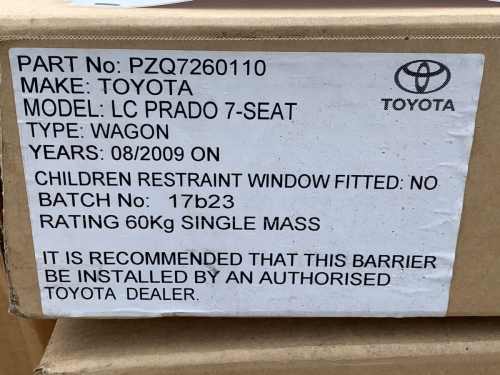 PART No: PZQ7260110
MAKE: TOYOTA
MODEL: LC PRADO 7-SEAT
TYPE: WAGON
YEARS: 08/2009 ON
TOYOTA
CHILDREN RESTRAINT WINDOW FITTED: NO
BATCH No: 17b23
RATING 60Kg SINGLE MASS
IT IS RECOMMENDED THAT THIS BARRIER
BE INSTALLED BY AN AUTHORISED
TOYOTA DEALER.